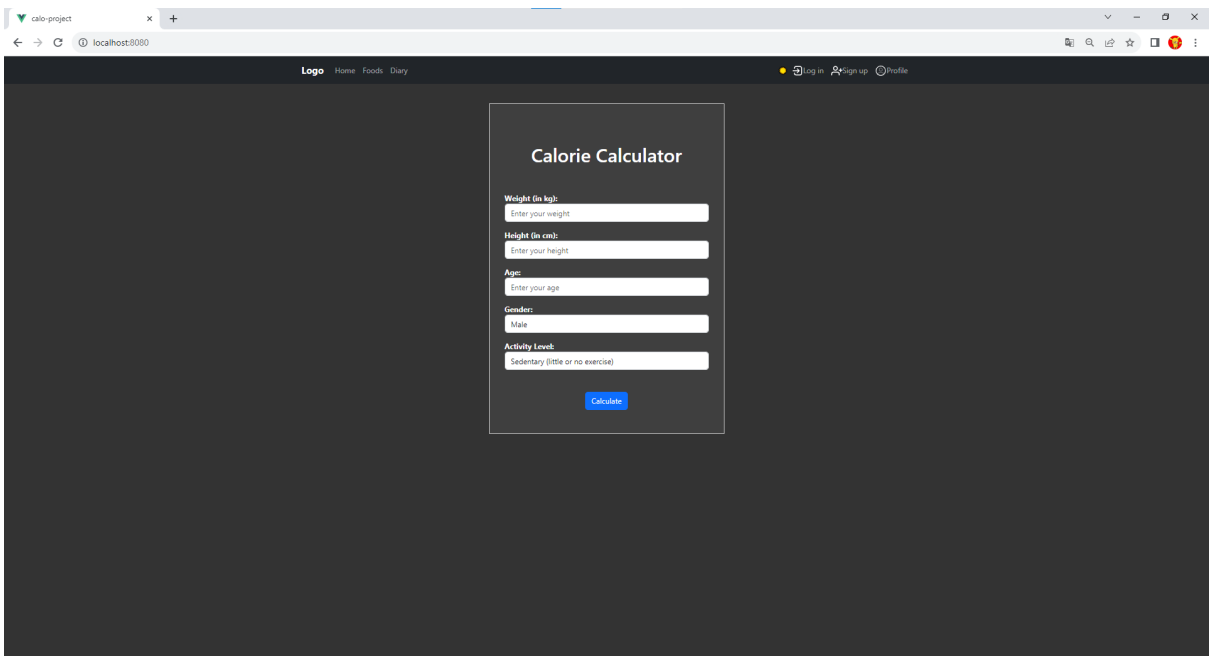 calo-project
localhost:8080
Logo Home Foods Diary Log in Sign up Profile
Calorie Calculator
Weight (in kg):
Enter your weight
Height (in cm):
Enter your height
Age:
Enter your age
Gender:
Male
Activity Level:
Sedentary (little or no exercise)
Calculate